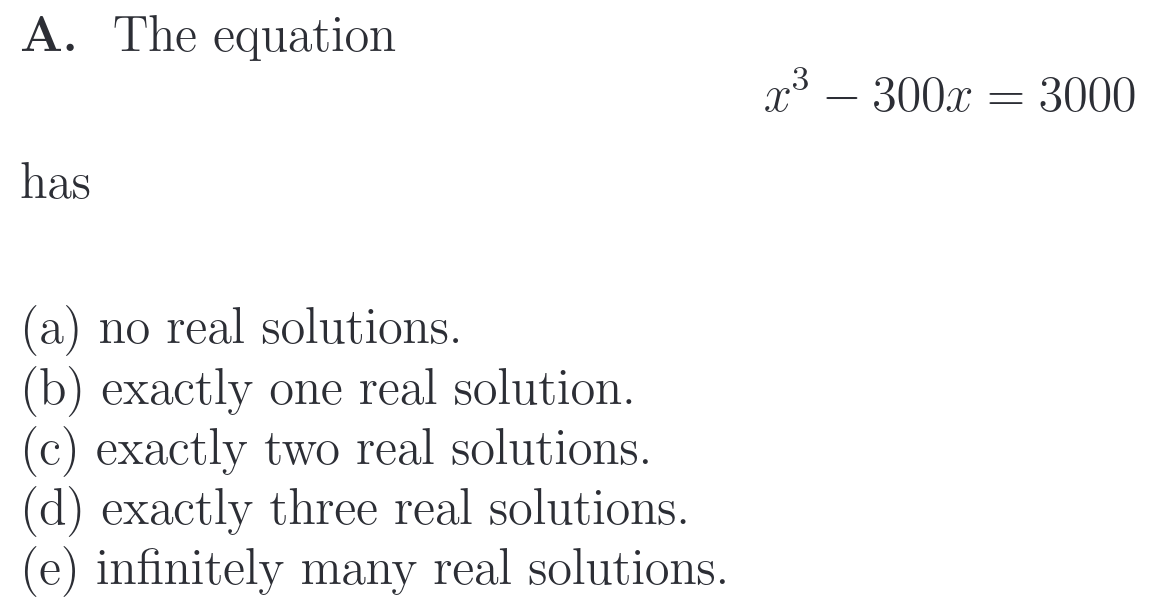 A. The equation
x³ − 300x = 3000
has
(a) no real solutions.
(b) exactly one real solution.
(c) exactly two real solutions.
(d) exactly three real solutions.
(e) infinitely many real solutions.